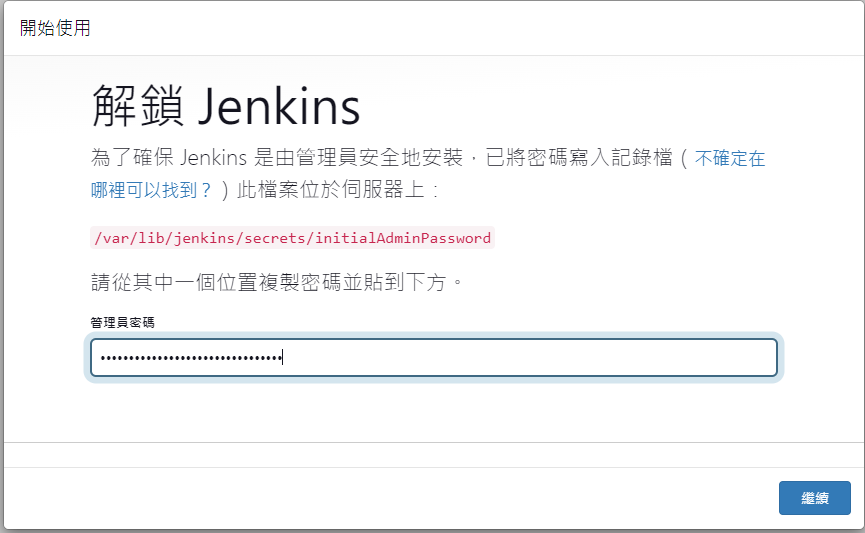 開始使用
解鎖 Jenkins
為了確保 Jenkins 是由管理員安全地安裝，已將密碼寫入記錄檔（不確定在
哪裡可以找到？）此檔案位於伺服器上：
/var/lib/jenkins/secrets/initialAdminPassword
請從其中一個位置複製密碼並貼到下方。
管理員密碼
••••••••••••••••••••••••••••••••
繼續